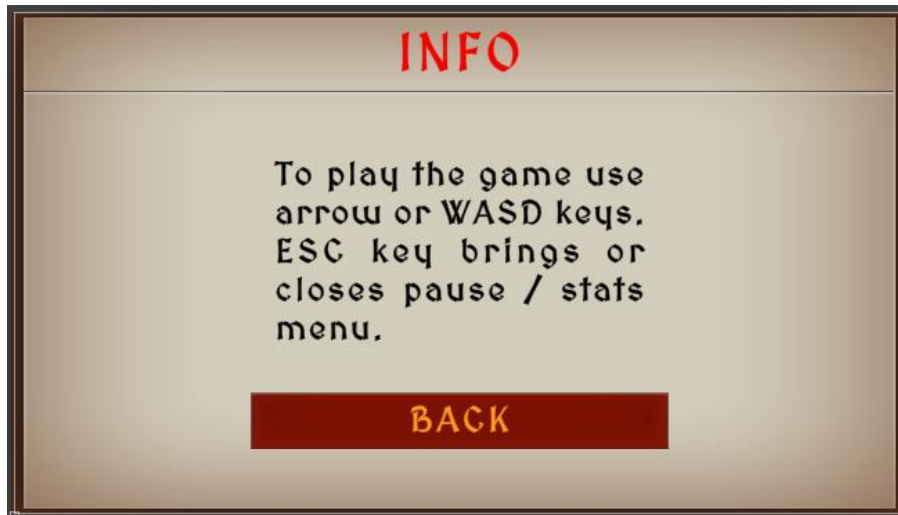 INFO
To play the game use
arrow or WASD keys.
ESC key brings or
closes pause / stats
menu.
BACK